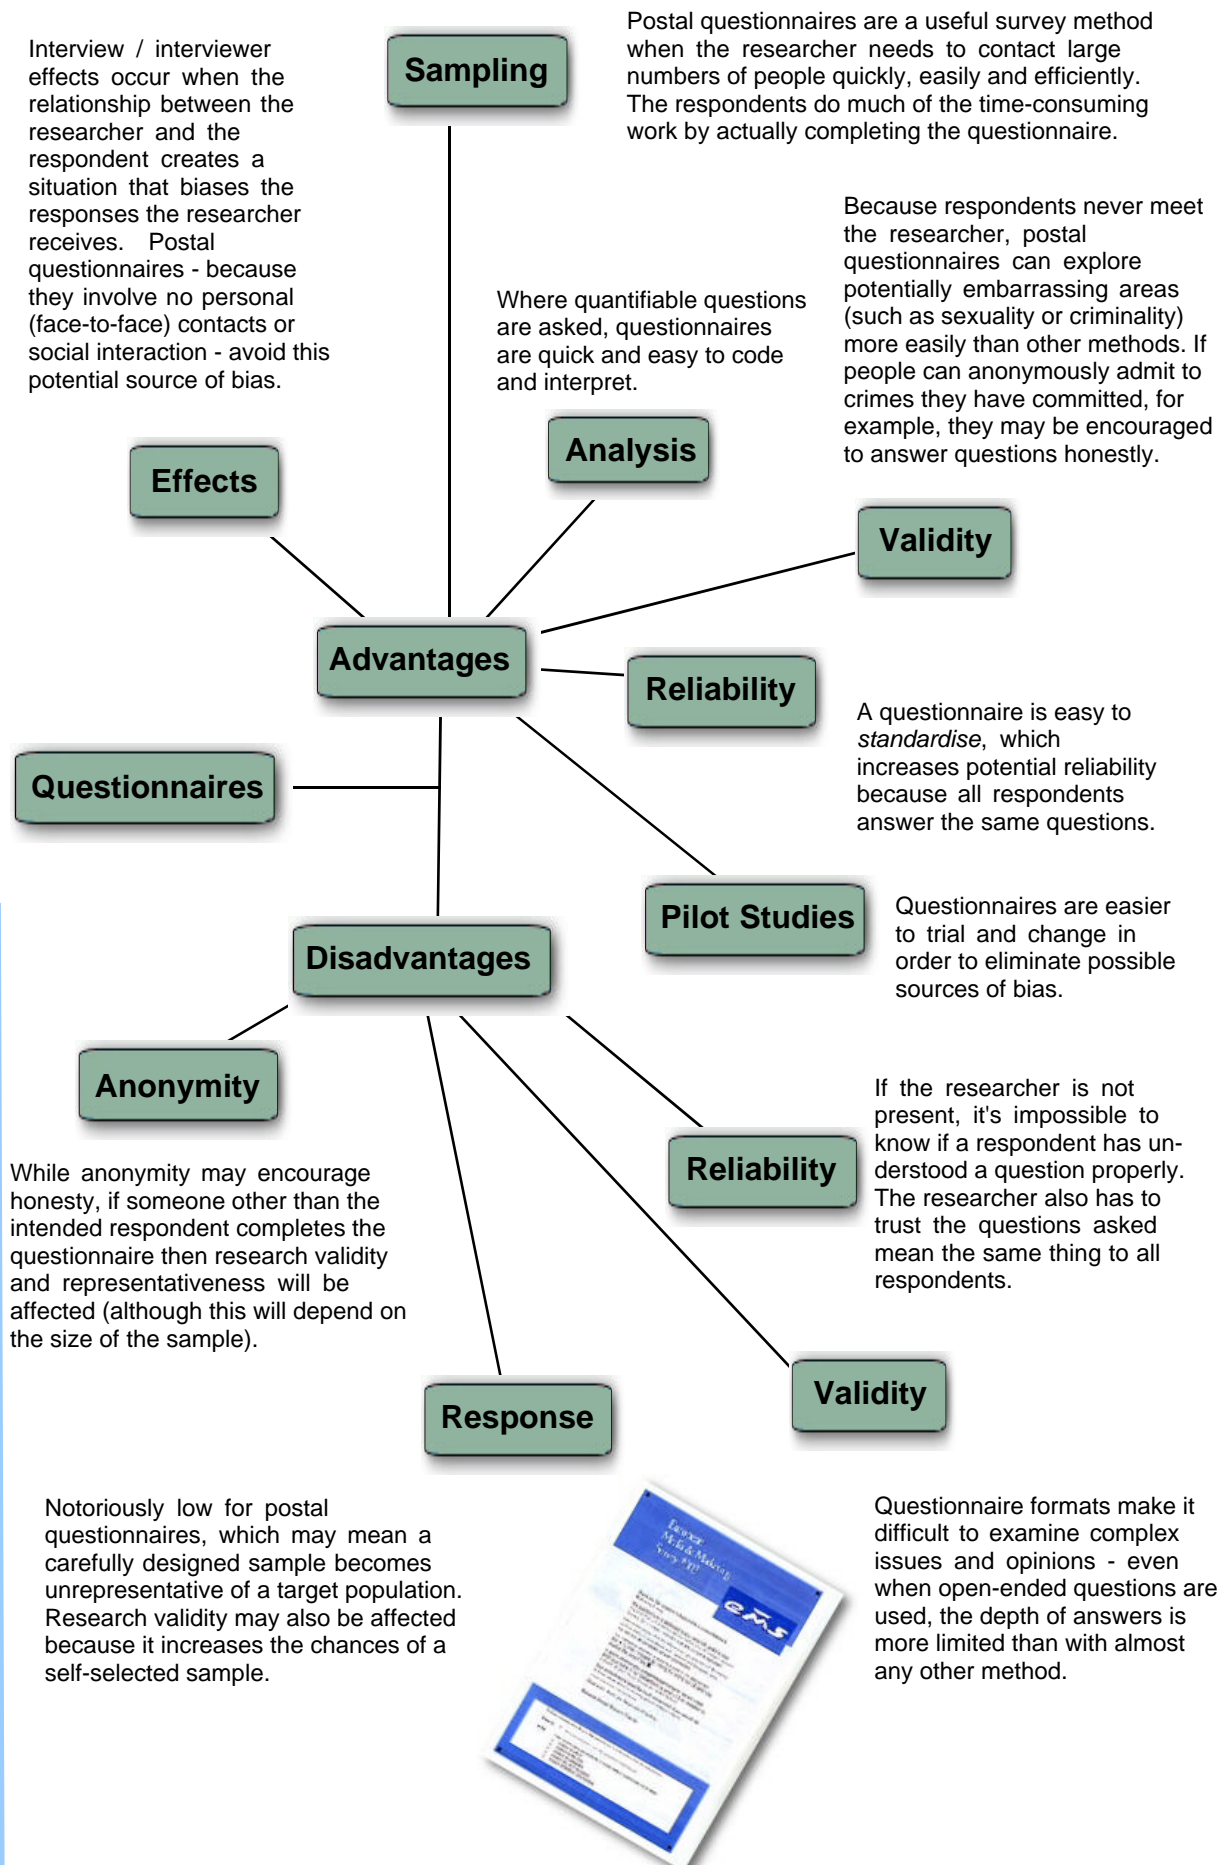 Interview / interviewer
effects occur when the
relationship between the
researcher and the
respondent creates a
situation that biases the
responses the researcher
receives. Postal
questionnaires - because
they involve no personal
(face-to-face) contacts or
social interaction - avoid this
potential source of bias.
Sampling
Postal questionnaires are a useful survey method
when the researcher needs to contact large
numbers of people quickly, easily and efficiently.
The respondents do much of the time-consuming
work by actually completing the questionnaire.
Where quantifiable questions
are asked, questionnaires
are quick and easy to code
and interpret.
Because respondents never meet
the researcher, postal
questionnaires can explore
potentially embarrassing areas
(such as sexuality or criminality)
more easily than other methods. If
people can anonymously admit to
crimes they have committed, for
example, they may be encouraged
to answer questions honestly.
Effects
Analysis
Validity
Advantages
Reliability
A questionnaire is easy to
standardise, which
increases potential reliability
because all respondents
answer the same questions.
Questionnaires
Pilot Studies
Questionnaires are easier
to trial and change in
order to eliminate possible
sources of bias.
Disadvantages
Anonymity
While anonymity may encourage
honesty, if someone other than the
intended respondent completes the
questionnaire then research validity
and representativeness will be
affected (although this will depend on
the size of the sample).
Reliability
If the researcher is not
present, it's impossible to
know if a respondent has un-
derstood a question properly.
The researcher also has to
trust the questions asked
mean the same thing to all
respondents.
Response
Validity
Notoriously low for postal
questionnaires, which may mean a
carefully designed sample becomes
unrepresentative of a target population.
Research validity may also be affected
because it increases the chances of a
self-selected sample.
ems
Questionnaire formats make it
difficult to examine complex
issues and opinions - even
when open-ended questions are
used, the depth of answers is
more limited than with almost
any other method.